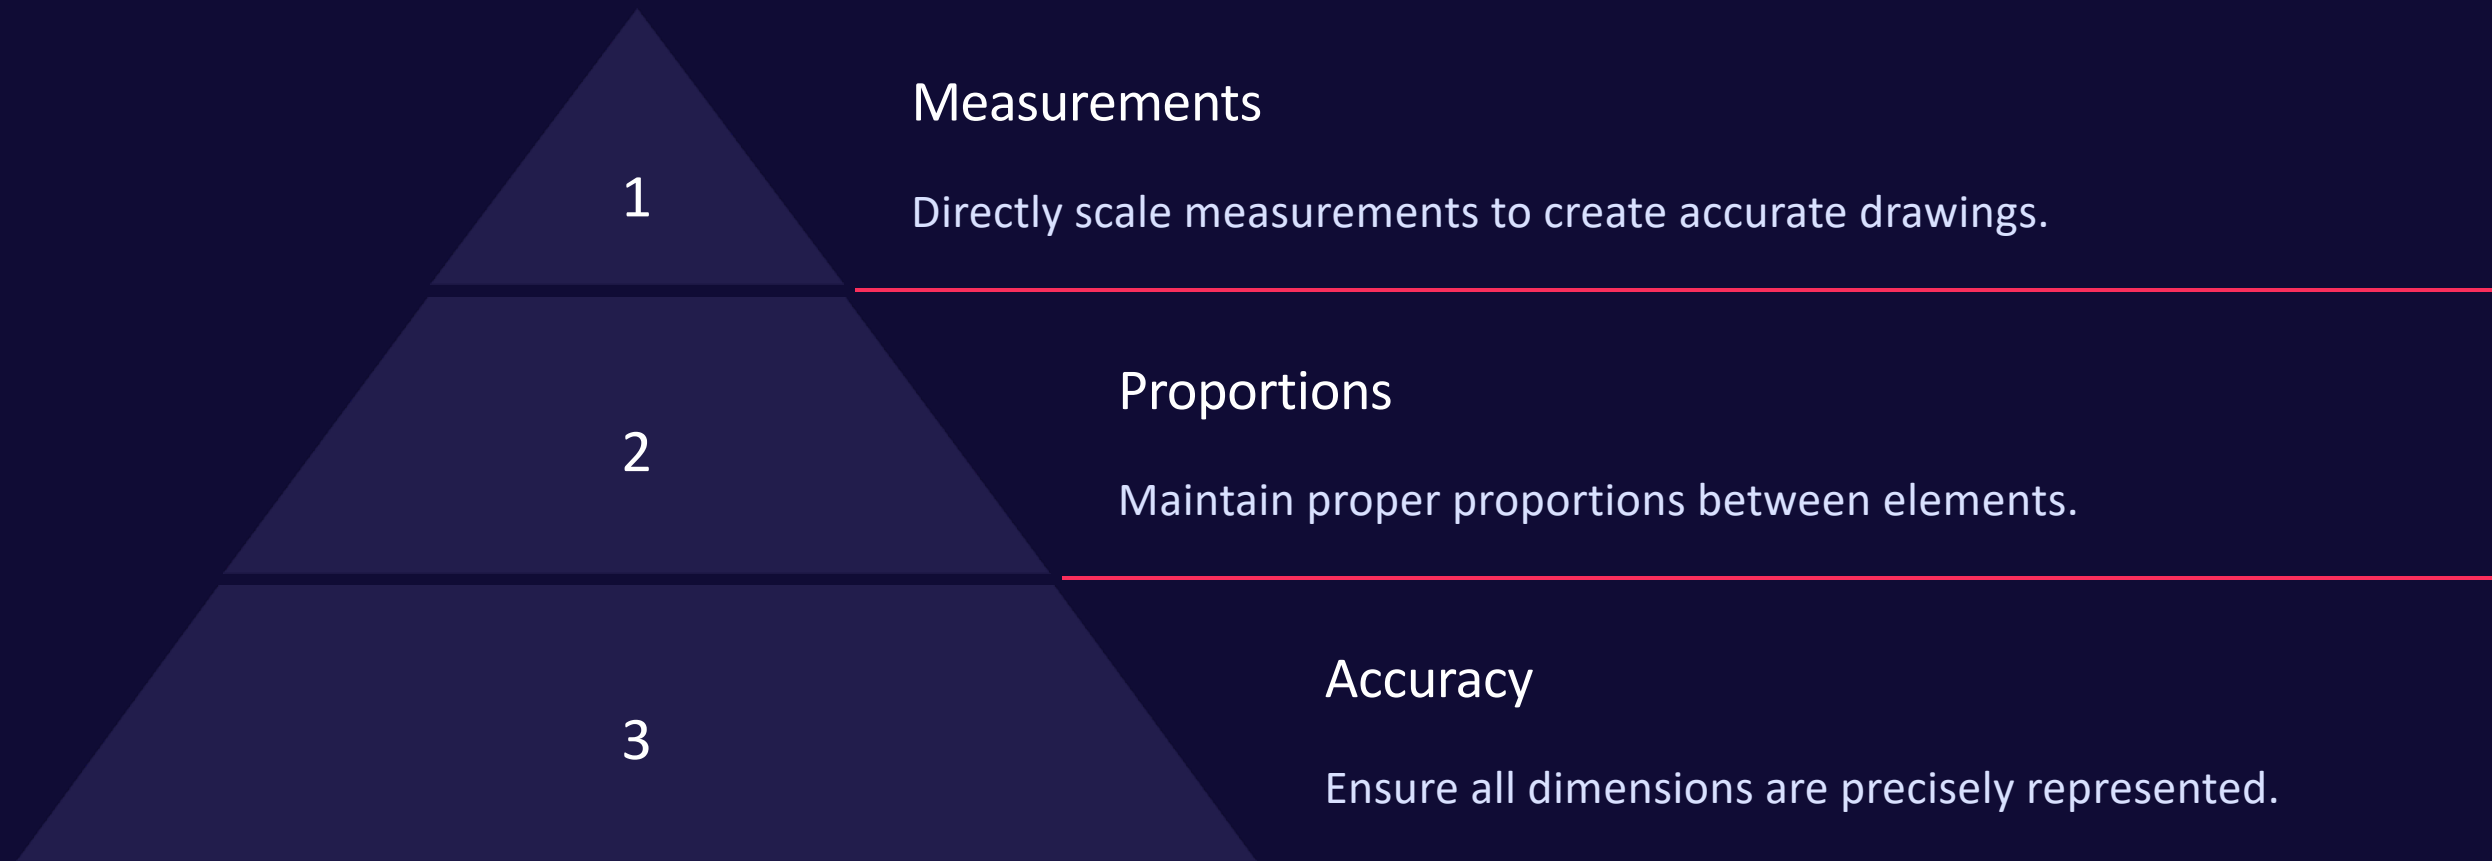 Measurements
1
Directly scale measurements to create accurate drawings.
Proportions
2
Maintain proper proportions between elements.
Accuracy
3
Ensure all dimensions are precisely represented.